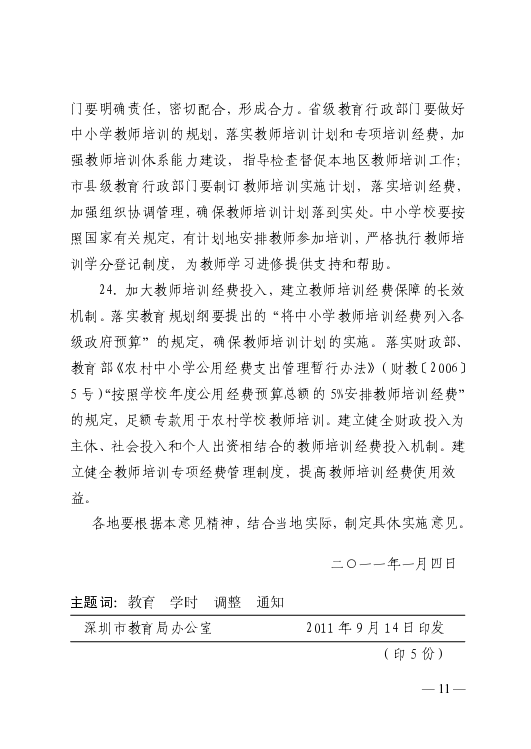 门要明确责任，密切配合，形成合力。省级教育行政部门要做好
中小学教师培训的规划，落实教师培训计划和专项培训经费，加
强教师培训休系能力建设，指导检查督促本地区教师培训工作；
市县级教育行政部门要制订教师培训实施计划，落实培训经费，
加强组织协调管理，确保教师培训计划落到实处。中小学校要按
照国家有关规定，有计划地安排教师参加培训，严格执行教师培
训学分登记制度，为教师学习进修提供支持和帮助。
24．加大教师培训经费投入，建立教师培训经费保障的长效
机制。落实教育规划纲要提出的“将中小学教师培训经费列入各
级政府预算”的规定，确保教师培训计划的实施。落实财政部、
教育部《农村中小学公用经费支出管理暂行办法》（财教〔2006〕
5号）“按照学校年度公用经费预算总额的5%安排教师培训经费”
的规定，足额专款用于农村学校教师培训。建立健全财政投入为
主休、社会投入和个人出资相结合的教师培训经费投入机制。建
立健全教师培训专项经费管理制度，提高教师培训经费使用效
益。
各地要根据本意见精神，结合当地实际，制定具休实施意见。
二〇一一年一月四日
主题词：教育 学时 调整 通知
深圳市教育局办公室 2011年9月14日印发
（印5份）
— 11 —